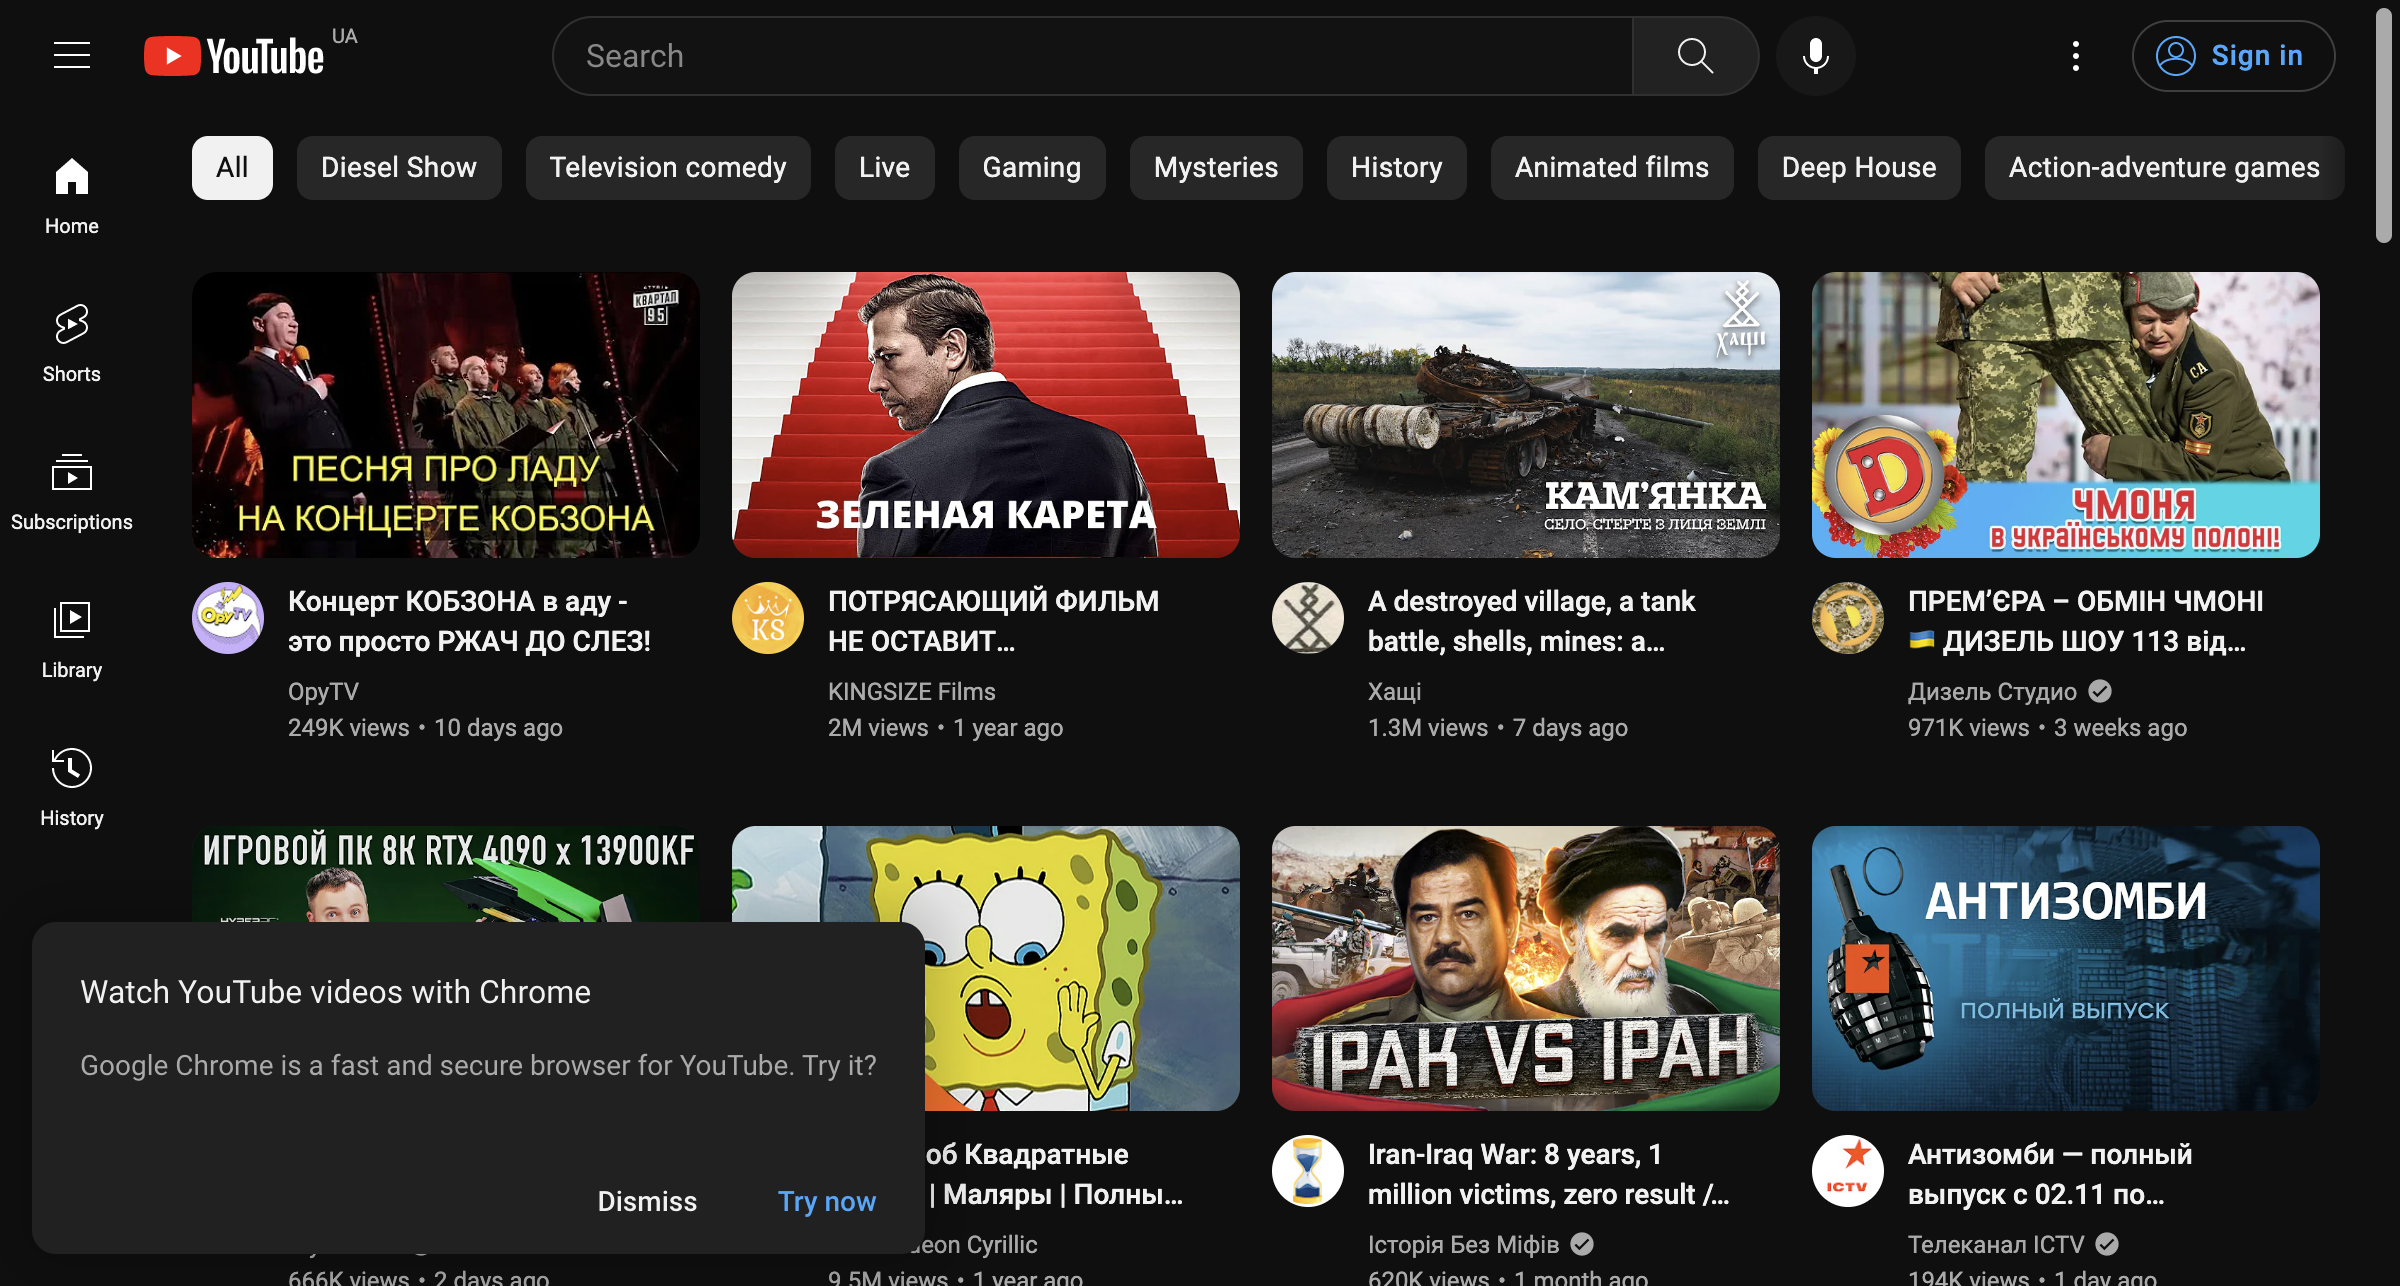 YouTube UA
Search
Sign in
All
Diesel Show
Television comedy
Live
Gaming
Mysteries
History
Animated films
Deep House
Action-adventure games
Home
Shorts
Subscriptions
Library
History
КВАРТАЛ
95
ПЕСНЯ ПРО ЛАДУ
НА КОНЦЕРТЕ КОБЗОНА
OpyTV
Концерт КОБЗОНА в аду -
это просто РЖАЧ ДО СЛЕЗ!
OpyTV
249K views • 10 days ago
ЗЕЛЕНАЯ КАРЕТА
KS
ПОТРЯСАЮЩИЙ ФИЛЬМ
НЕ ОСТАВИТ...
KINGSIZE Films
2M views • 1 year ago
ХАЩІ
КАМ'ЯНКА
СЕЛО, СТЕРТЕ З ЛИЦЯ ЗЕМЛІ
A destroyed village, a tank
battle, shells, mines: a...
Хащі
1.3M views • 7 days ago
СА
D
ЧМОНЯ
В УКРАЇНСЬКОМУ ПОЛОНІ!
ПРЕМ’ЄРА – ОБМІН ЧМОНІ
🇺🇦 ДИЗЕЛЬ ШОУ 113 від...
Дизель Студио
971K views • 3 weeks ago
ИГРОВОЙ ПК 8K RTX 4090 x 13900KF
666K views • 2 days ago
об Квадратные
| Маляры | Полны...
eon Cyrillic
9.5M views • 1 year ago
ІРАК VS ІРАН
Iran-Iraq War: 8 years, 1
million victims, zero result /...
Історія Без Міфів
620K views • 1 month ago
АНТИЗОМБИ
ПОЛНЫЙ ВЫПУСК
ICTV
Антизомби — полный
выпуск с 02.11 по...
Телеканал ICTV
194K views • 1 day ago
Watch YouTube videos with Chrome
Google Chrome is a fast and secure browser for YouTube. Try it?
Dismiss
Try now